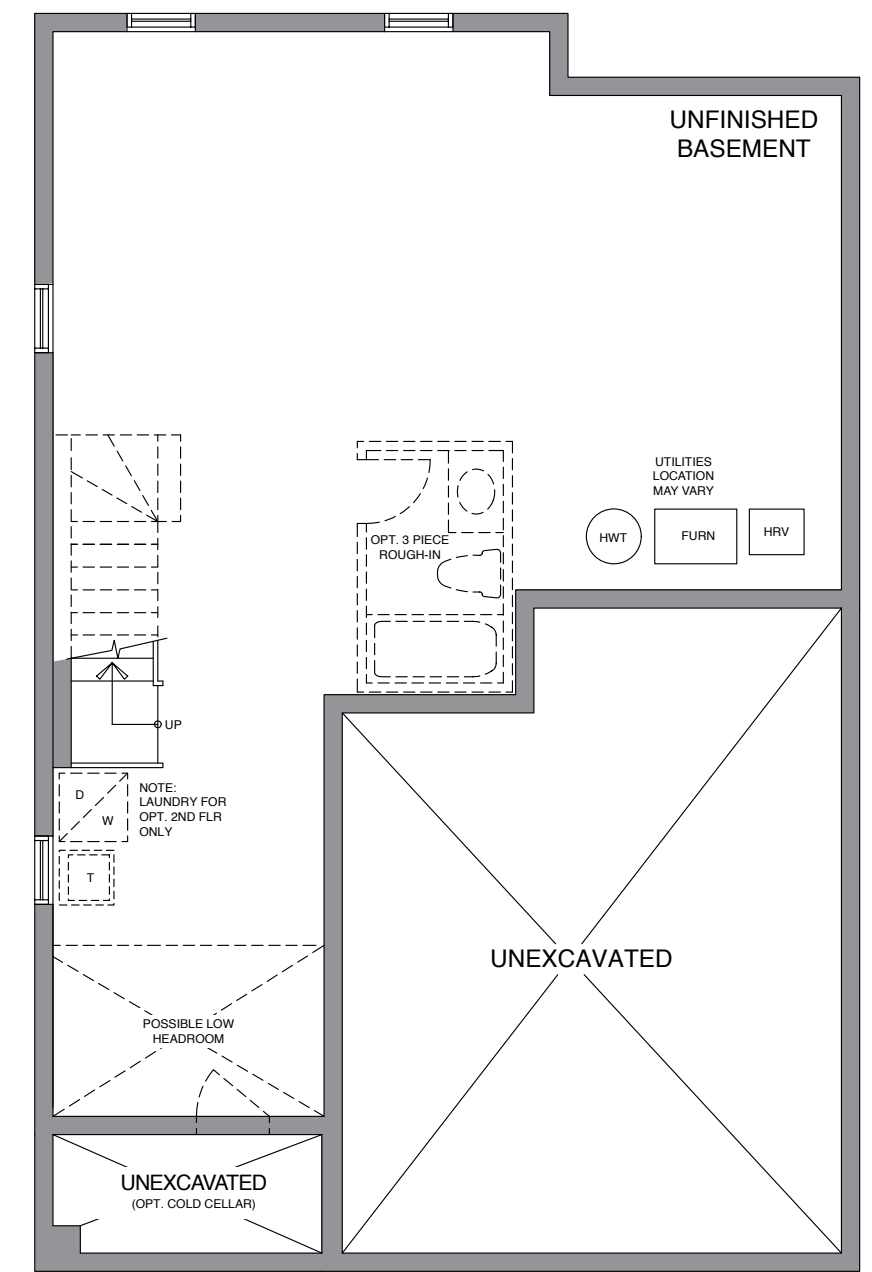 UNFINISHED
BASEMENT
UTILITIES
LOCATION
MAY VARY
HWT
FURN
HRV
OPT. 3 PIECE
ROUGH-IN
UP
D
W
NOTE:
LAUNDRY FOR
OPT. 2ND FLR
ONLY
T
UNEXCAVATED
POSSIBLE LOW
HEADROOM
UNEXCAVATED
(OPT. COLD CELLAR)